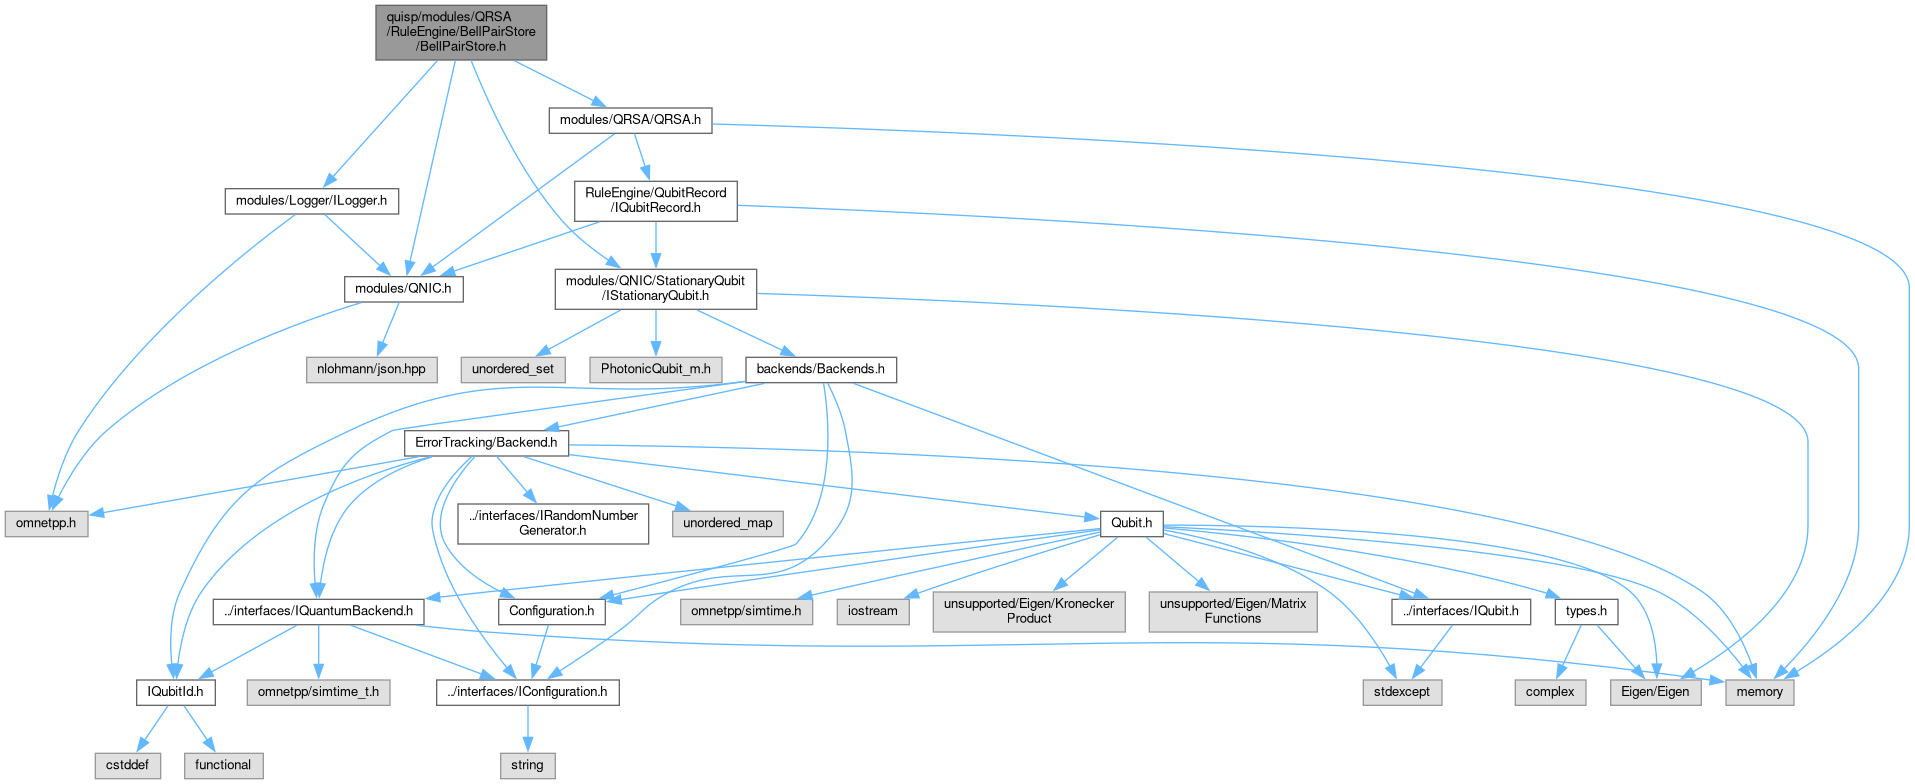 quisp/modules/QRSA
/RuleEngine/BellPairStore
/BellPairStore.h
modules/QRSA/QRSA.h
modules/Logger/ILogger.h
RuleEngine/QubitRecord
/IQubitRecord.h
modules/QNIC.h
modules/QNIC/StationaryQubit
/IStationaryQubit.h
nlohmann/json.hpp
unordered_set
PhotonicQubit_m.h
backends/Backends.h
ErrorTracking/Backend.h
omnetpp.h
../interfaces/IRandomNumber
Generator.h
unordered_map
Qubit.h
../interfaces/IQuantumBackend.h
Configuration.h
omnetpp/simtime.h
iostream
unsupported/Eigen/Kronecker
Product
unsupported/Eigen/Matrix
Functions
../interfaces/IQubit.h
types.h
IQubitId.h
omnetpp/simtime_t.h
../interfaces/IConfiguration.h
stdexcept
complex
Eigen/Eigen
memory
cstddef
functional
string